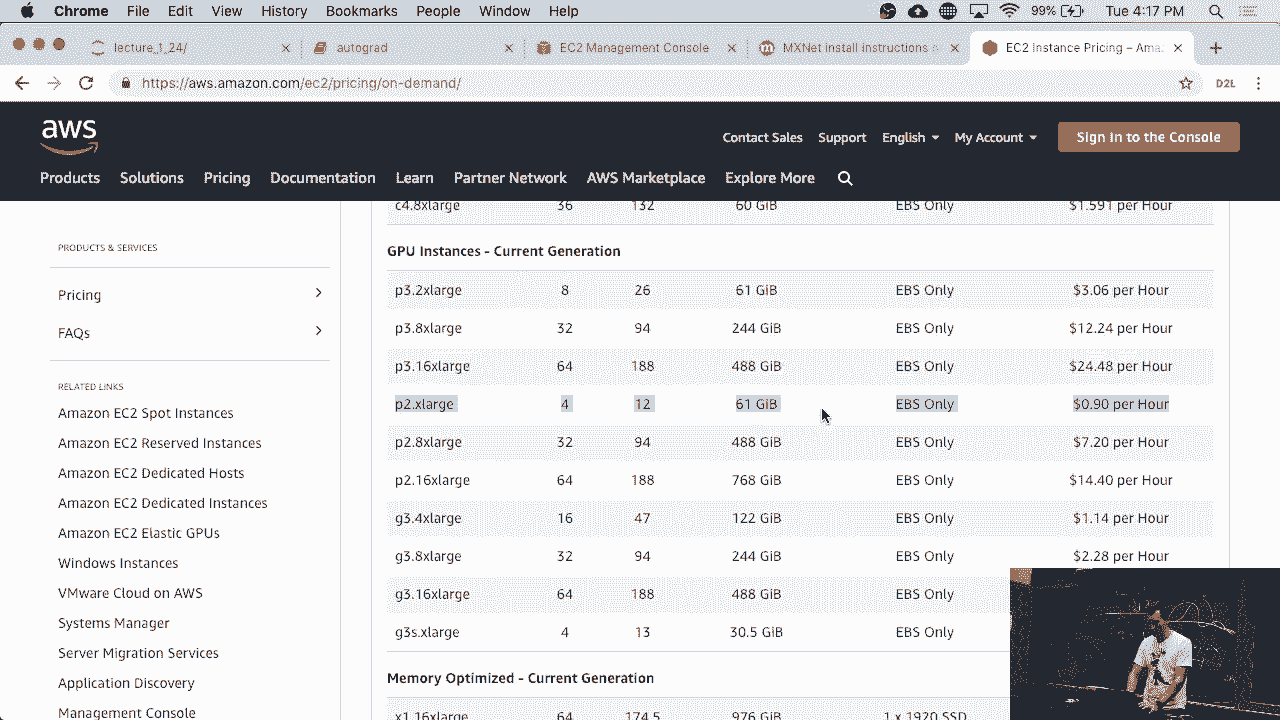 Chrome File Edit View History Bookmarks People Window Help 99% Tue 4:17 PM
lecture_1_24/ autograd EC2 Management Console MXNet install instructions EC2 Instance Pricing – Ama
https://aws.amazon.com/ec2/pricing/on-demand/ D2L
aws
Contact Sales Support English My Account Sign In to the Console
Products Solutions Pricing Documentation Learn Partner Network AWS Marketplace Explore More
c4.8xlarge 36 132 60 GiB EBS Only $1.591 per Hour
PRODUCTS & SERVICES
GPU Instances - Current Generation
Pricing
p3.2xlarge 8 26 61 GiB EBS Only $3.06 per Hour
FAQs
p3.8xlarge 32 94 244 GiB EBS Only $12.24 per Hour
p3.16xlarge 64 188 488 GiB EBS Only $24.48 per Hour
RELATED LINKS
Amazon EC2 Spot Instances
p2.xlarge 4 12 61 GiB EBS Only $0.90 per Hour
Amazon EC2 Reserved Instances
p2.8xlarge 32 94 488 GiB EBS Only $7.20 per Hour
Amazon EC2 Dedicated Hosts
p2.16xlarge 64 188 768 GiB EBS Only $14.40 per Hour
Amazon EC2 Dedicated Instances
g3.4xlarge 16 47 122 GiB EBS Only $1.14 per Hour
Amazon EC2 Elastic GPUs
g3.8xlarge 32 94 244 GiB EBS Only $2.28 per Hour
Windows Instances
VMware Cloud on AWS
g3.16xlarge 64 188 488 GiB EBS Only
Systems Manager
g3s.xlarge 4 13 30.5 GiB EBS Only
Server Migration Services
Application Discovery
Memory Optimized - Current Generation
Management Console
x1.16xlarge 64 174.5 976 GiB 1 x 1920 SSD